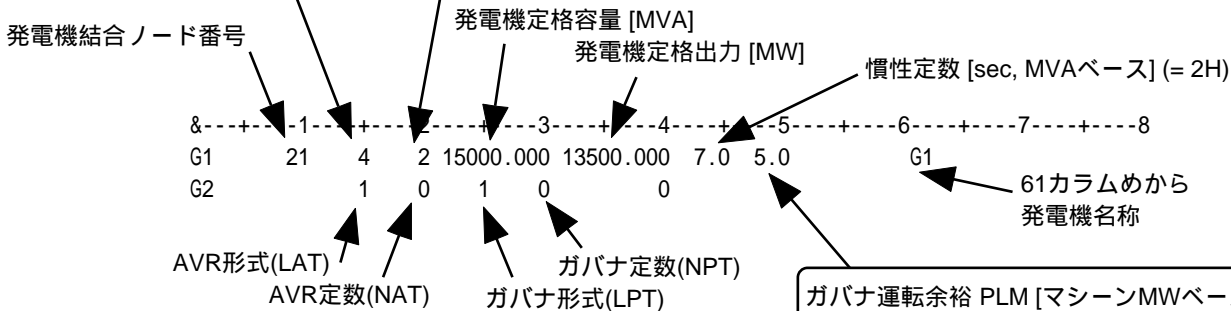 発電機定格容量 [MVA]
発電機結合ノード番号
発電機定格出力 [MW]
慣性定数 [sec, MVAベース] (= 2H)
&---+----1----+----2----+----3----+----4----+----5----+----6----+----7----+----8
G1 21 4 2 15000.000 13500.000 7.0 5.0 G1
G2 1 0 1 0 0
61カラムめから
発電機名称
AVR形式(LAT)
ガバナ定数(NPT)
AVR定数(NAT)
ガバナ形式(LPT)
ガバナ運転余裕 PLM [マシーンMWベー